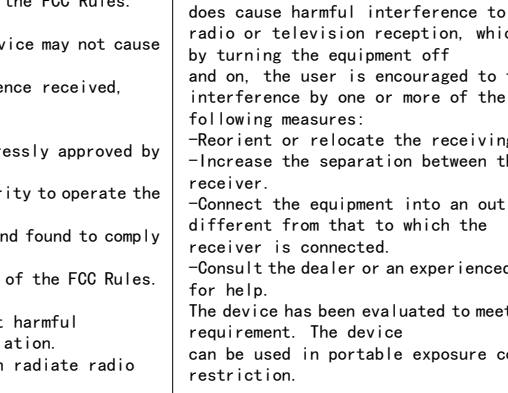 the FCC Rules.
vice may not cause
ence received,
essly approved by
rity to operate the
nd found to comply
of the FCC Rules.
harmful
ation.
radiate radio
does cause harmful interference to
radio or television reception,
by turning the equipment off
and on, the user is encouraged to
interference by one or more of the
following measures:
-Reorient or relocate the receiving
-Increase the separation between
receiver.
-Connect the equipment into an out
different from that to which the
receiver is connected.
-Consult the dealer or an experienced
for help.
The device has been evaluated to meet
requirement. The device
can be used in portable exposure
restriction.